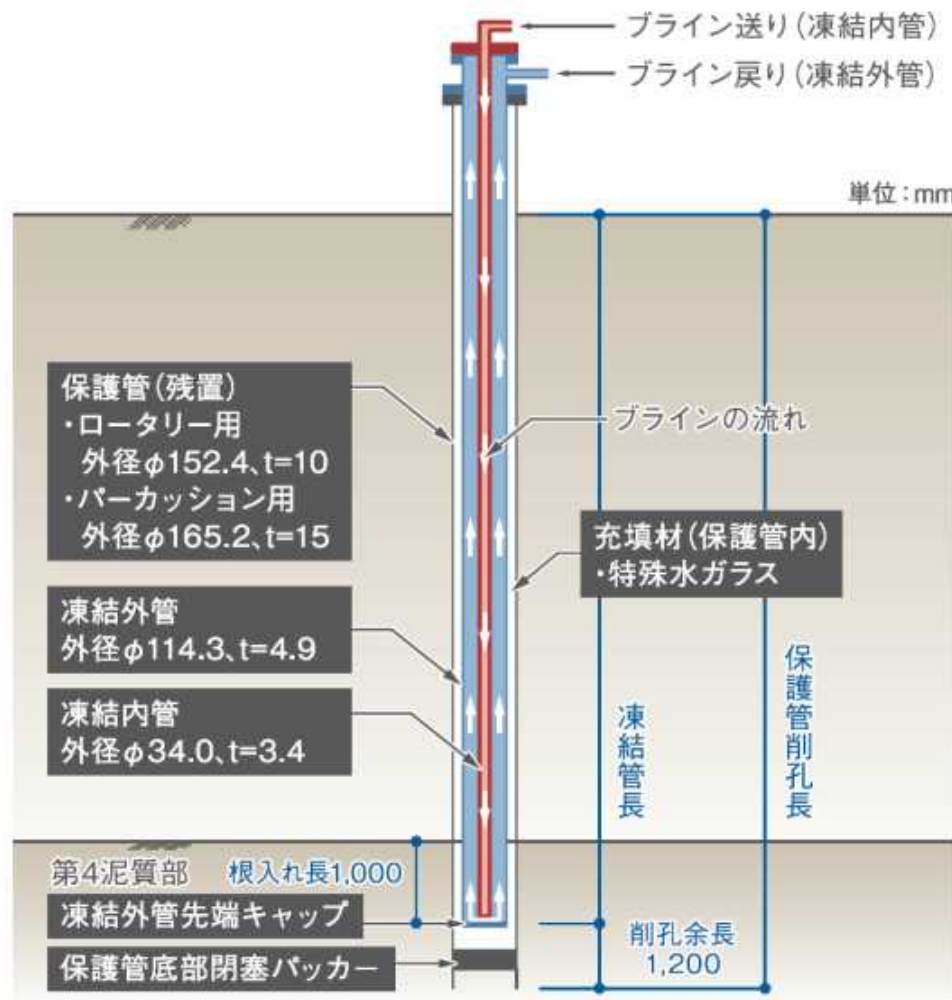 ブライン送り(凍結内管)
ブライン戻り(凍結外管)
単位:mm
保護管(残置)
・ロータリー用
外径φ152.4、t=10
・パーカッション用
外径φ165.2、t=15
ブラインの流れ
充填材(保護管内)
・特殊水ガラス
凍結外管
外径φ114.3、t=4.9
凍結内管
外径φ34.0、t=3.4
凍結管長
保護管削孔長
第4泥質部
根入れ長1,000
凍結外管先端キャップ
削孔余長
1,200
保護管底部閉塞パッカー